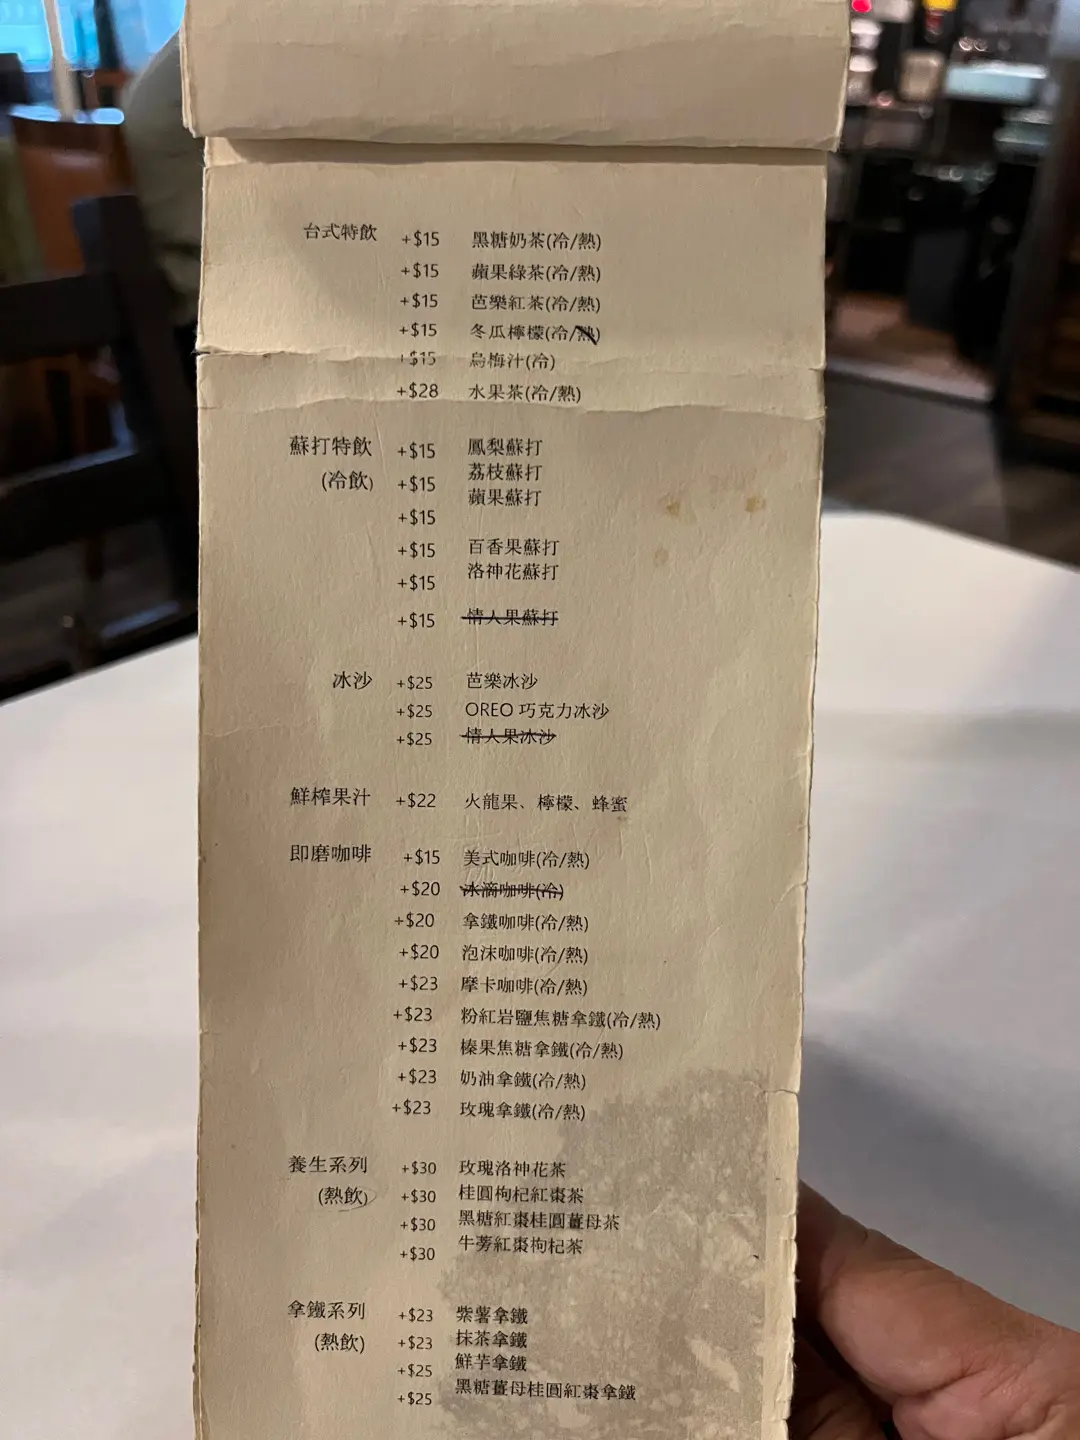 台式特飲 +$15 黑糖奶茶(冷/熱)
+$15 蘋果綠茶(冷/熱)
+$15 芭樂紅茶(冷/熱)
+$15 冬瓜檸檬(冷/熱)
+$15 烏梅汁(冷)
+$28 水果茶(冷/熱)
蘇打特飲 +$15 鳳梨蘇打
(冷飲) +$15 荔枝蘇打
+$15 蘋果蘇打
+$15 百香果蘇打
+$15 洛神花蘇打
+$15 情人果蘇打
冰沙 +$25 芭樂冰沙
+$25 OREO 巧克力冰沙
+$25 情人果冰沙
鮮榨果汁 +$22 火龍果、檸檬、蜂蜜
即磨咖啡 +$15 美式咖啡(冷/熱)
+$20 冰滴咖啡(冷)
+$20 拿鐵咖啡(冷/熱)
+$20 泡沫咖啡(冷/熱)
+$23 摩卡咖啡(冷/熱)
+$23 粉紅岩鹽焦糖拿鐵(冷/熱)
+$23 榛果焦糖拿鐵(冷/熱)
+$23 奶油拿鐵(冷/熱)
+$23 玫瑰拿鐵(冷/熱)
養生系列 +$30 玫瑰洛神花茶
(熱飲) +$30 桂圓枸杞紅棗茶
+$30 黑糖紅棗桂圓薑母茶
+$30 牛蒡紅棗枸杞茶
拿鐵系列 +$23 紫薯拿鐵
(熱飲) +$23 抹茶拿鐵
+$25 鮮芋拿鐵
+$25 黑糖薑母桂圓紅棗拿鐵